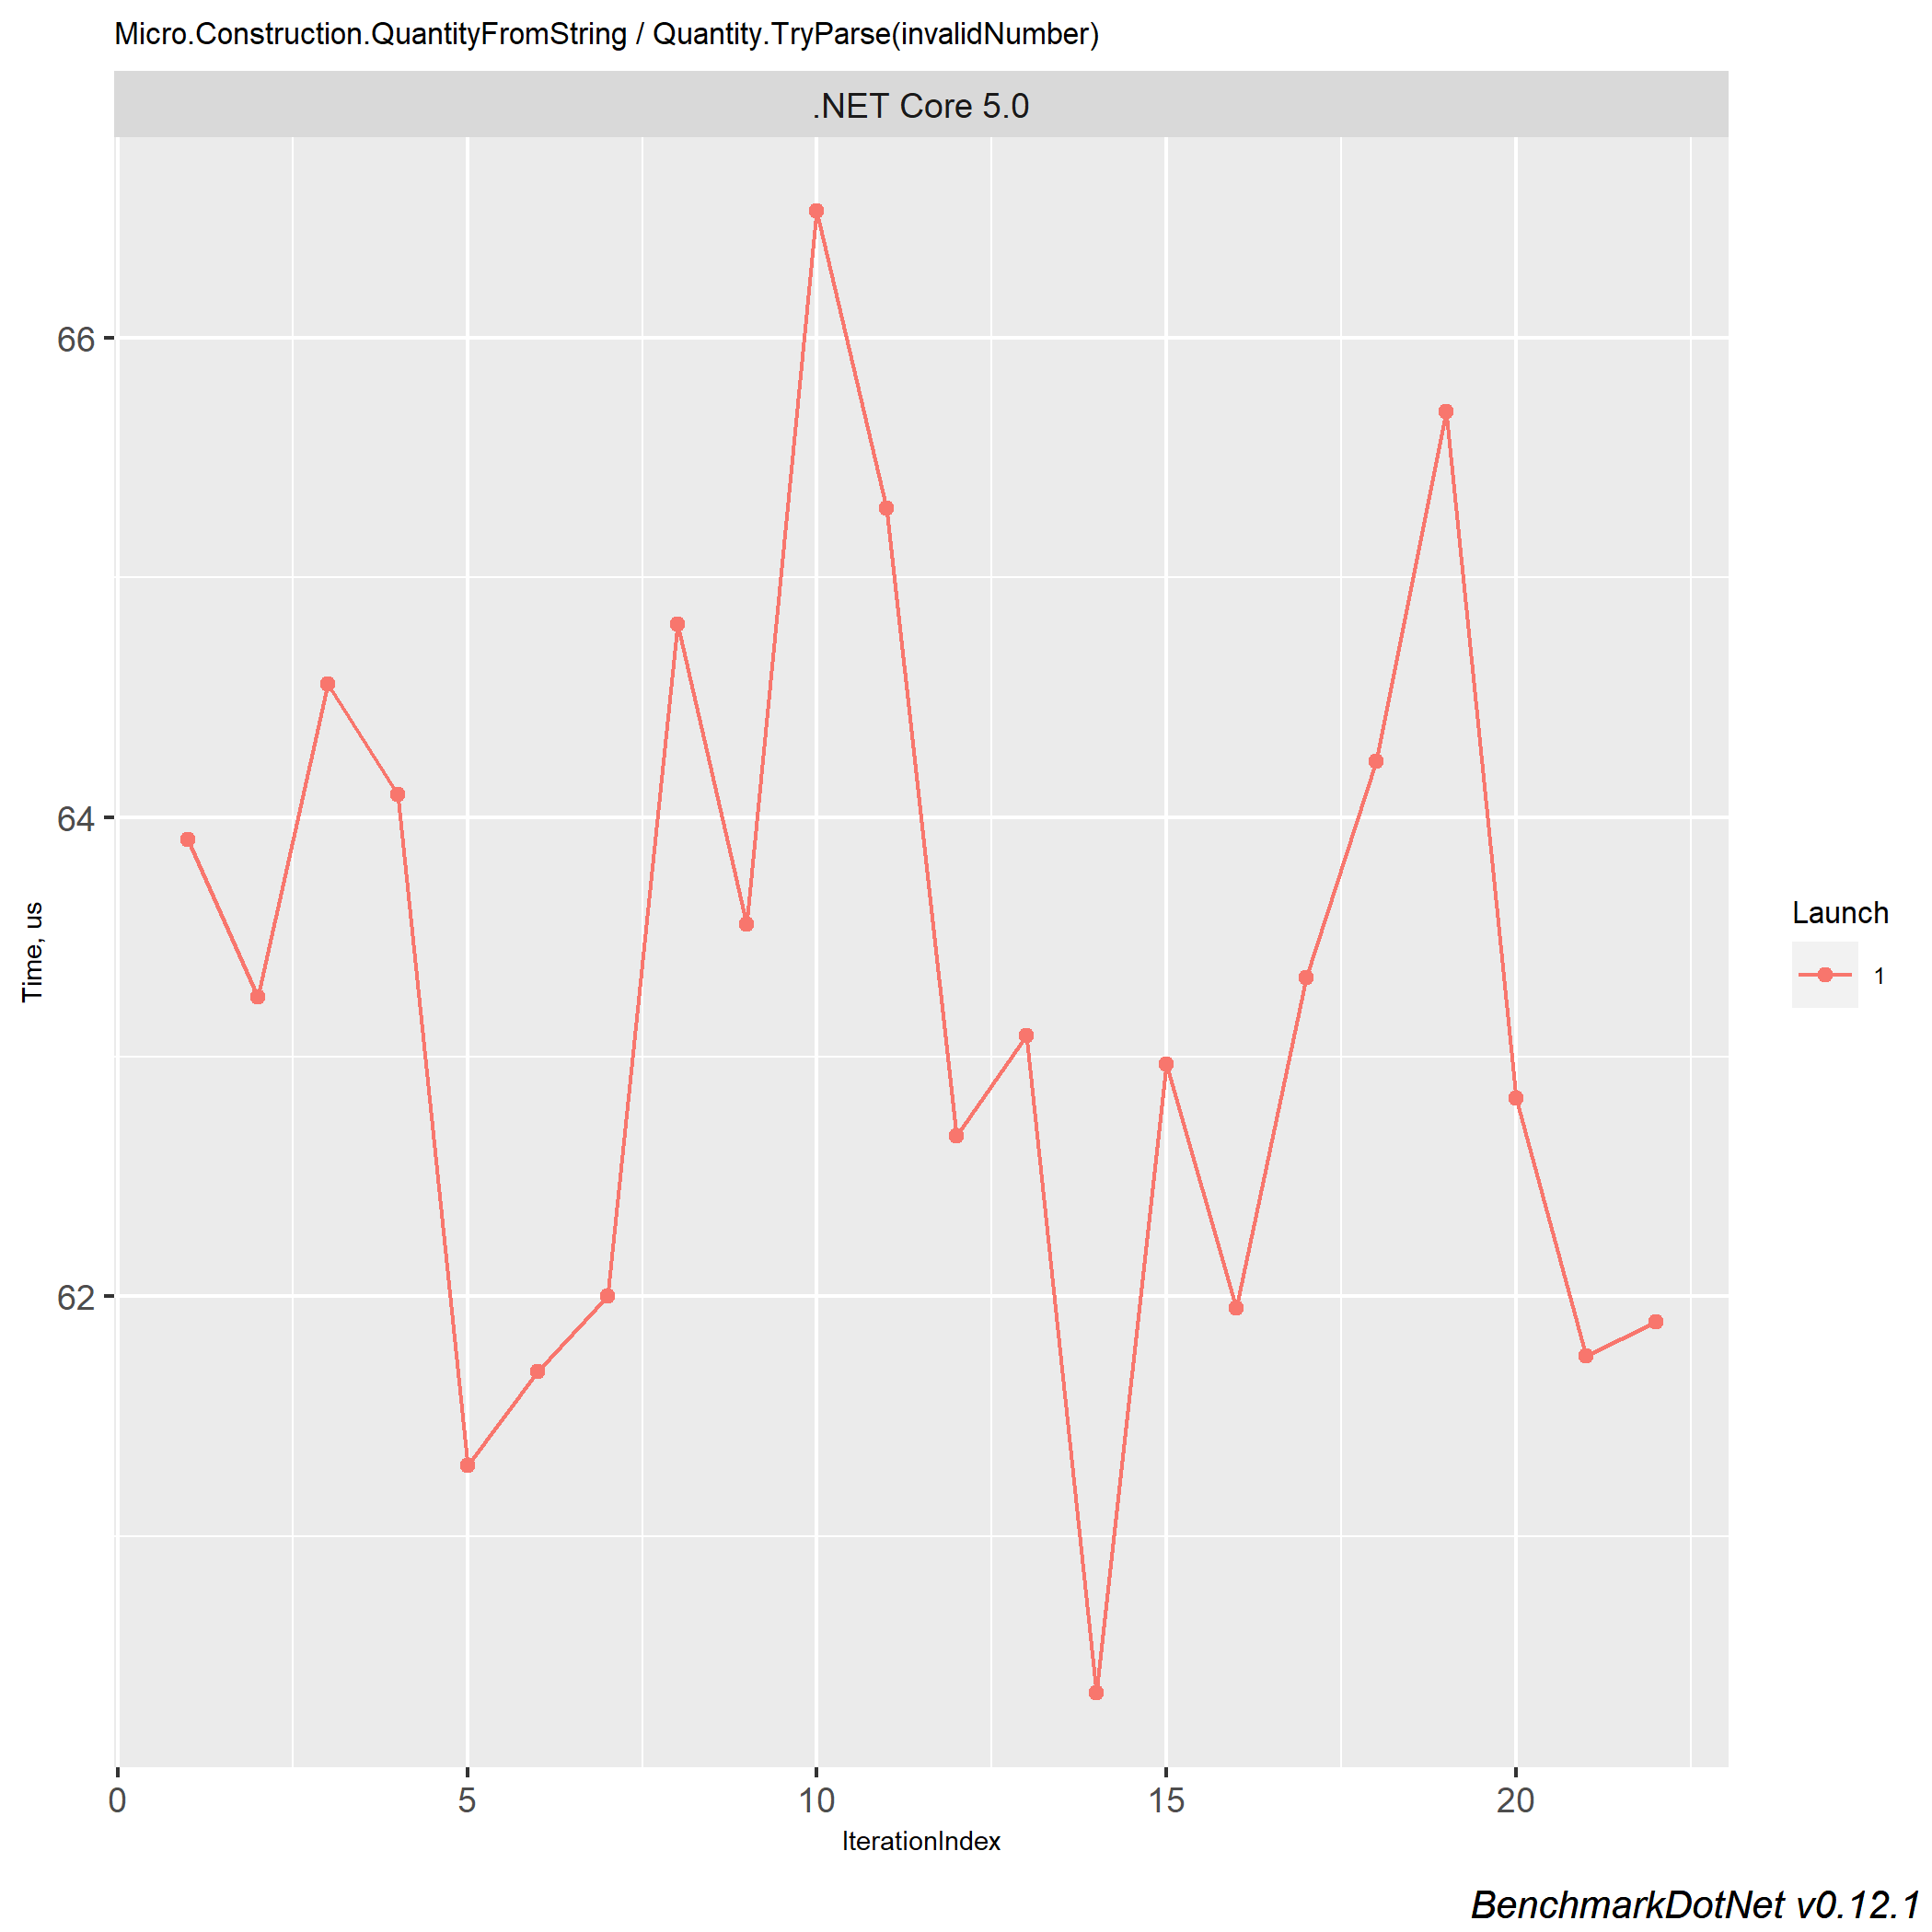 Micro.Construction.QuantityFromString / Quantity.TryParse(invalidNumber)
.NET Core 5.0
66
64
62
Time, us
Launch
1
0 5 10 15 20
IterationIndex
BenchmarkDotNet v0.12.1